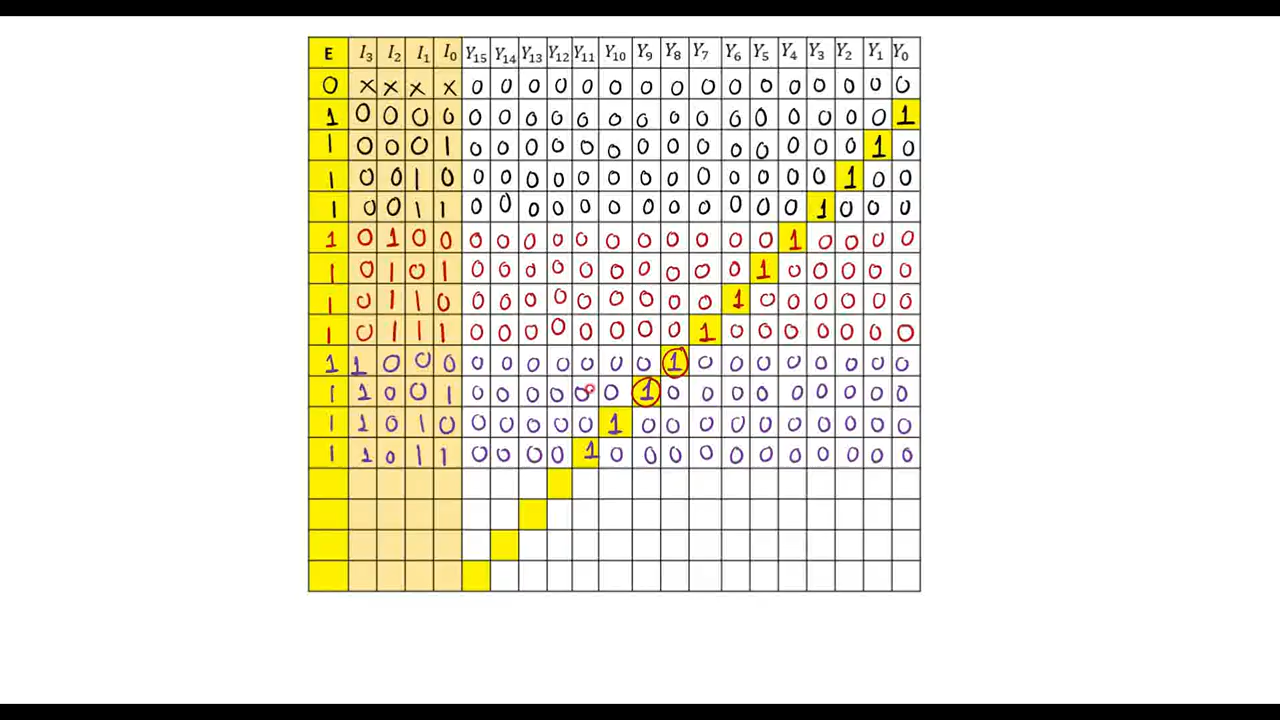 E I₃ I₂ I₁ I₀ Y₁₅ Y₁₄ Y₁₃ Y₁₂ Y₁₁ Y₁₀ Y₉ Y₈ Y₇ Y₆ Y₅ Y₄ Y₃ Y₂ Y₁ Y₀
0 x x x x 0 0 0 0 0 0 0 0 0 0 0 0 0 0 0 0
1 0 0 0 0 0 0 0 0 0 0 0 0 0 0 0 0 0 0 0 1
1 0 0 0 1 0 0 0 0 0 0 0 0 0 0 0 0 0 0 1 0
1 0 0 1 0 0 0 0 0 0 0 0 0 0 0 0 0 0 1 0 0
1 0 0 1 1 0 0 0 0 0 0 0 0 0 0 0 0 1 0 0 0
1 0 1 0 0 0 0 0 0 0 0 0 0 0 0 0 1 0 0 0 0
1 0 1 0 1 0 0 0 0 0 0 0 0 0 0 1 0 0 0 0 0
1 0 1 1 0 0 0 0 0 0 0 0 0 0 1 0 0 0 0 0 0
1 0 1 1 1 0 0 0 0 0 0 0 0 1 0 0 0 0 0 0 0
1 1 0 0 0 0 0 0 0 0 0 0 1 0 0 0 0 0 0 0 0
1 1 0 0 1 0 0 0 0 0 0 1 0 0 0 0 0 0 0 0 0
1 1 0 1 0 0 0 0 0 0 1 0 0 0 0 0 0 0 0 0 0
1 1 0 1 1 0 0 0 0 1 0 0 0 0 0 0 0 0 0 0 0